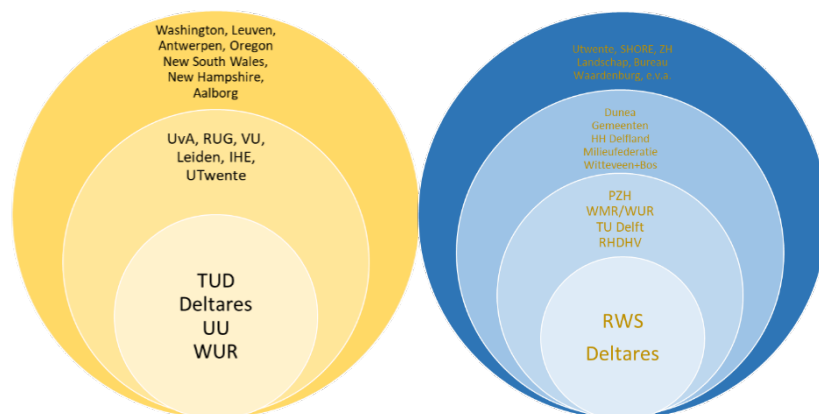 Washington, Leuven,
Antwerpen, Oregon
New South Wales,
New Hampshire,
Aalborg
UvA, RUG, VU,
Leiden, IHE,
UTwente
TUD
Deltares
UU
WUR
Utwente, SHORE, ZH
Landschap, Bureau
Waardenburg, e.v.a.
Dunea
Gemeenten
HH Delfland
Milieufederatie
Witteveen+Bos
PZH
WMR/WUR
TU Delft
RHDHV
RWS
Deltares